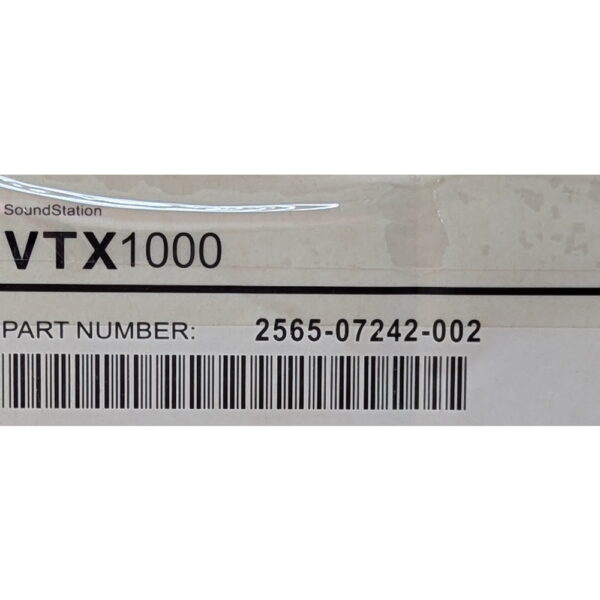 SoundStation
VTX1000
PART NUMBER: 2565-07242-002